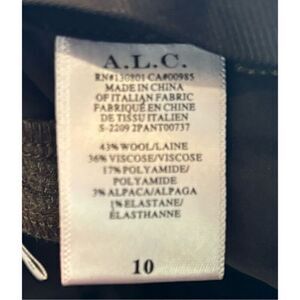 A.L.C.
RN#130801 CA#00985
MADE IN CHINA
OF ITALIAN FABRIC
FABRIQUÉ EN CHINE
DE TISSU ITALIEN
S-2209 2PANT00737
43% WOOL/LAINE
36% VISCOSE/VISCOSE
17% POLYAMIDE/
POLYAMIDE
3% ALPACA/ALPAGA
1% ELASTANE/
ÉLASTHANNE
10